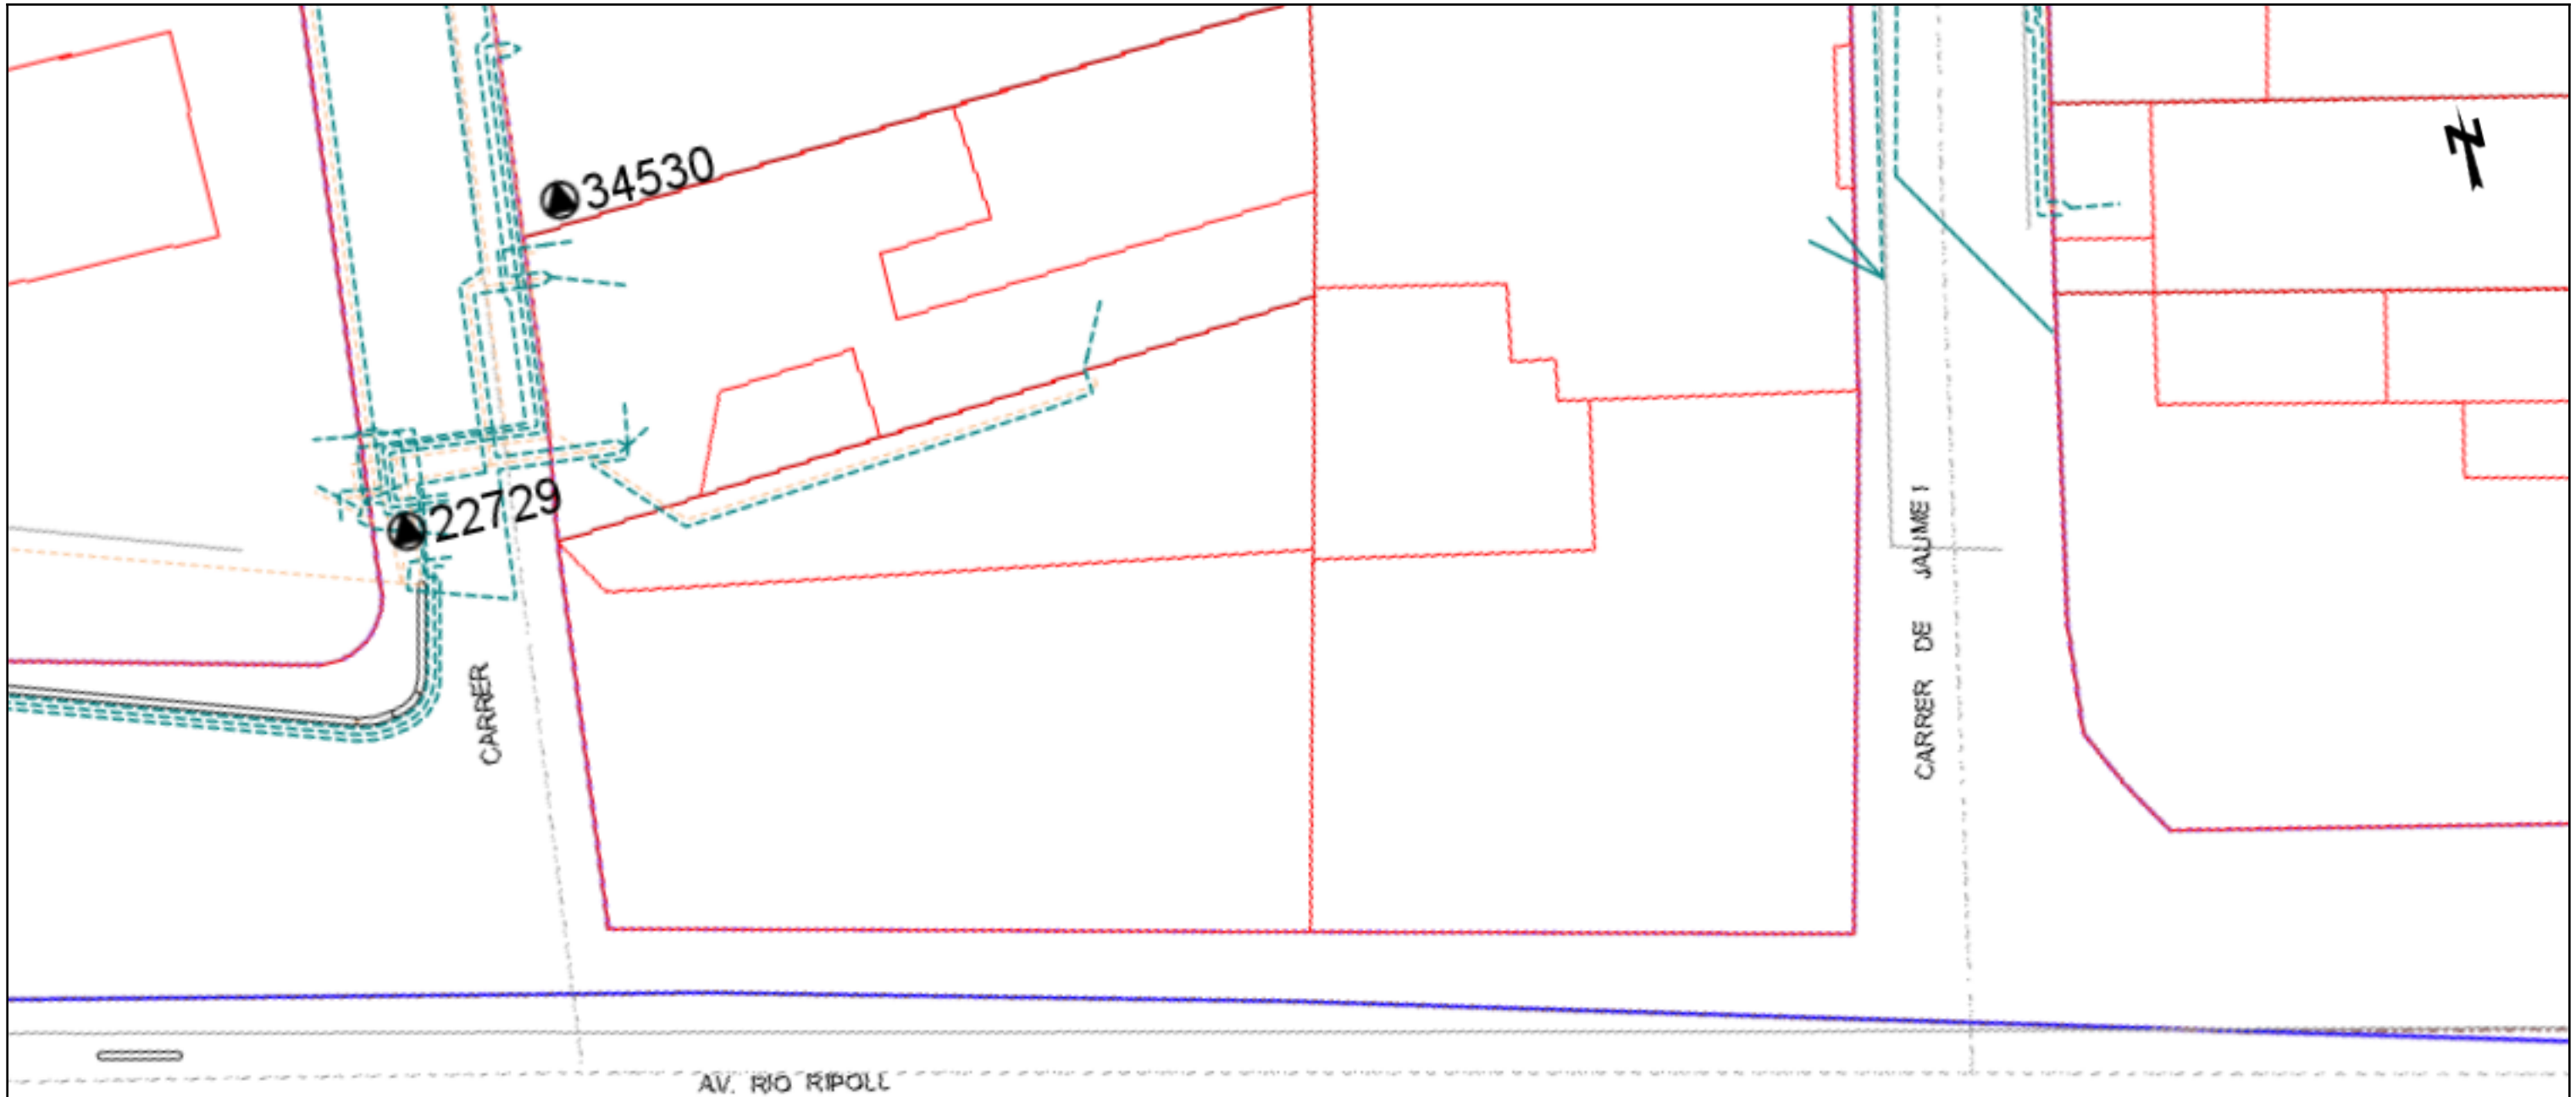 34530
22729
CARRER
CARRER DE JAUME I
AV. RIO RIPOLL